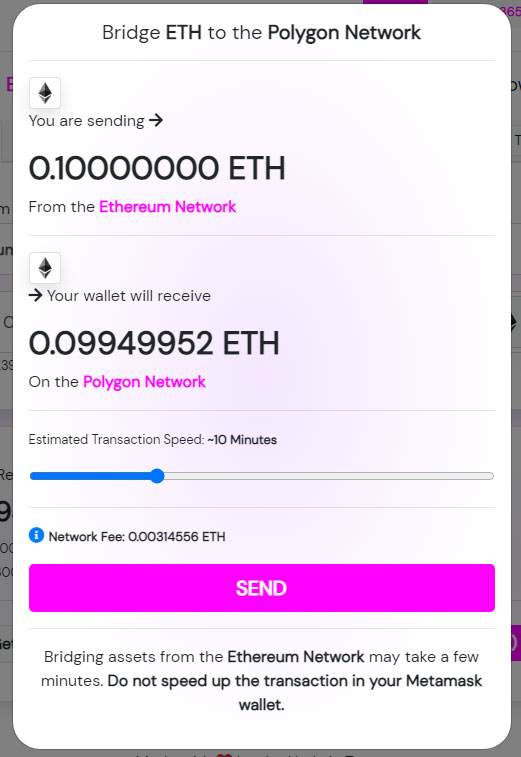 Bridge ETH to the Polygon Network
You are sending →
0.10000000 ETH
From the Ethereum Network
→ Your wallet will receive
0.09949952 ETH
On the Polygon Network
Estimated Transaction Speed: ~10 Minutes
Network Fee: 0.00314556 ETH
SEND
Bridging assets from the Ethereum Network may take a few
minutes. Do not speed up the transaction in your Metamask
wallet.